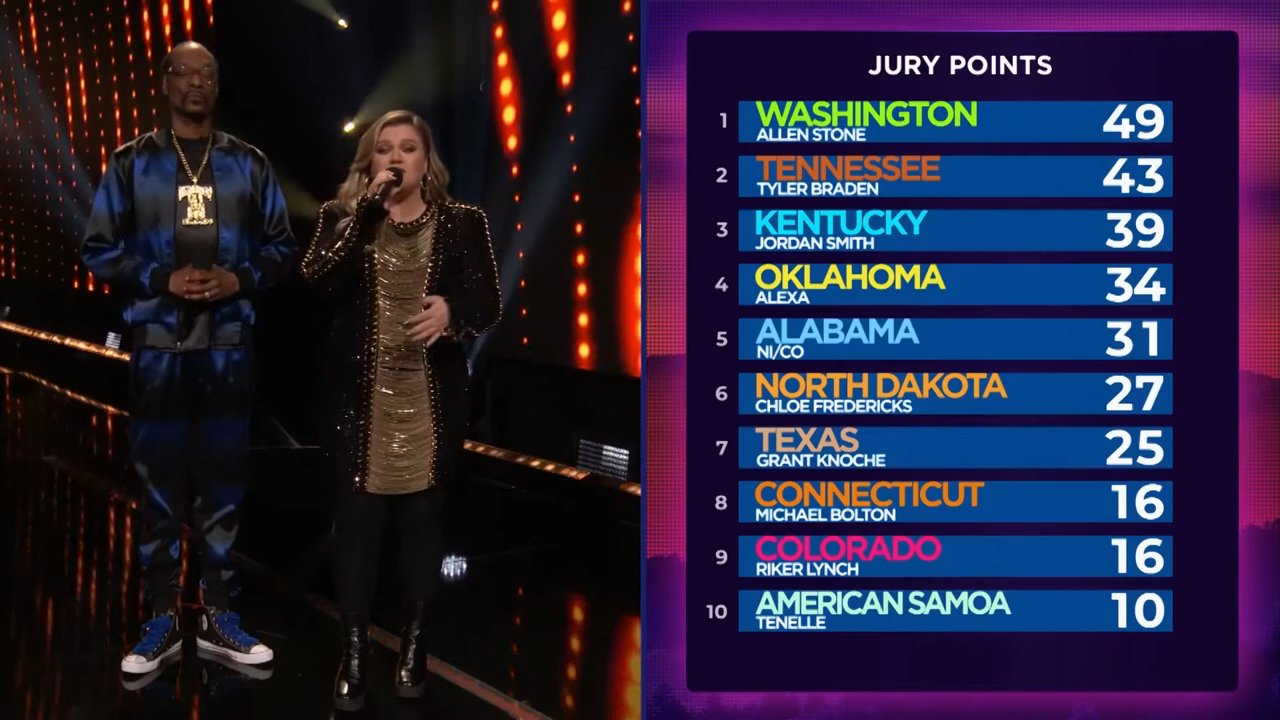 JURY POINTS
1 WASHINGTON 49
ALLEN STONE
2 TENNESSEE 43
TYLER BRADEN
3 KENTUCKY 39
JORDAN SMITH
4 OKLAHOMA 34
ALEXA
5 ALABAMA 31
NI/CO
6 NORTH DAKOTA 27
CHLOE FREDERICKS
7 TEXAS 25
GRANT KNOCHE
8 CONNECTICUT 16
MICHAEL BOLTON
9 COLORADO 16
RIKER LYNCH
10 AMERICAN SAMOA 10
TENELLE